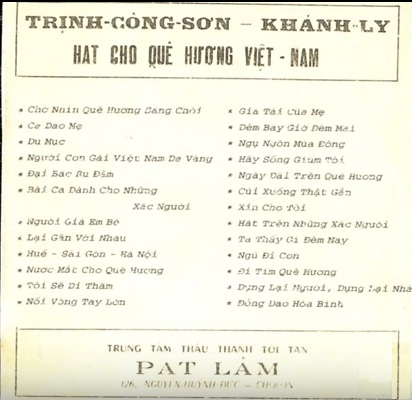 TRỊNH-CÔNG-SƠN – KHÁNH-LY
HAT CHO QUÊ HƯƠNG VIỆT - NAM
* Chờ Nhìn Quê Hương Sáng Chói
* Ca Dao Mẹ
* Du Mục
* Người Con Gái Việt Nam Da Vàng
* Đại Bác Ru Đêm
* Bài Ca Dành Cho Những
Xác Người
* Người Già Em Bé
* Lại Gần Với Nhau
* Huế - Sài Gòn - Hà Nội
* Nước Mắt Cho Quê Hương
* Tôi Sẽ Đi Thăm
* Nối Vòng Tay Lớn
* Gia Tài Của Mẹ
* Đêm Bay Giờ Đêm Mai
* Ngụ Ngôn Mùa Đông
* Hãy Sống Giùm Tôi
* Ngày Dài Trên Quê Hương
* Cúi Xuống Thật Gần
* Xin Cho Tôi
* Hát Trên Những Xác Người
* Ta Thấy Gì Đêm Nay
* Ngủ Đi Con
* Đi Tìm Quê Hương
* Dựng Lại Người, Dựng Lại Nhà
* Đồng Dao Hòa Bình
TRUNG TÂM THÂU THANH TỐI TÂN
PAT LÂM
176, NGUYỄN-HUỲNH-ĐỨC – CHOLON